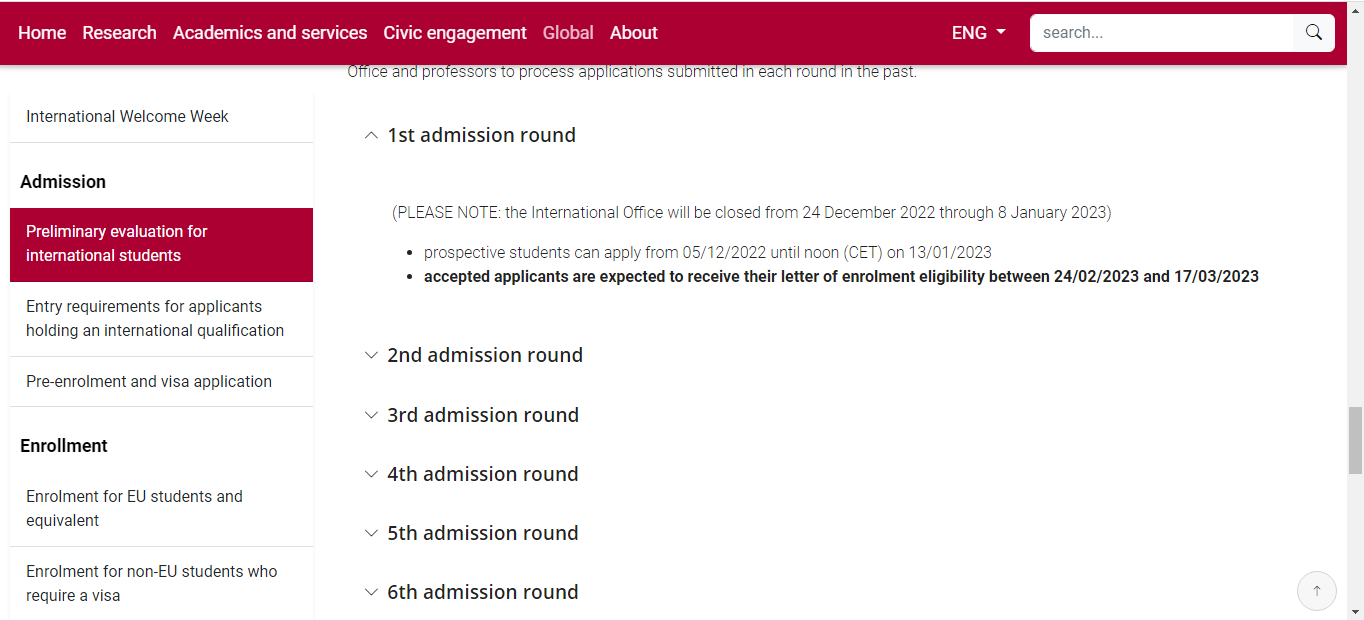 Home Research Academics and services Civic engagement Global About ENG search...
Office and professors to process applications submitted in each round in the past.
International Welcome Week
Admission
Preliminary evaluation for
international students
Entry requirements for applicants
holding an international qualification
Pre-enrolment and visa application
Enrollment
Enrolment for EU students and
equivalent
Enrolment for non-EU students who
require a visa
1st admission round
(PLEASE NOTE: the International Office will be closed from 24 December 2022 through 8 January 2023)
• prospective students can apply from 05/12/2022 until noon (CET) on 13/01/2023
• accepted applicants are expected to receive their letter of enrolment eligibility between 24/02/2023 and 17/03/2023
2nd admission round
3rd admission round
4th admission round
5th admission round
6th admission round